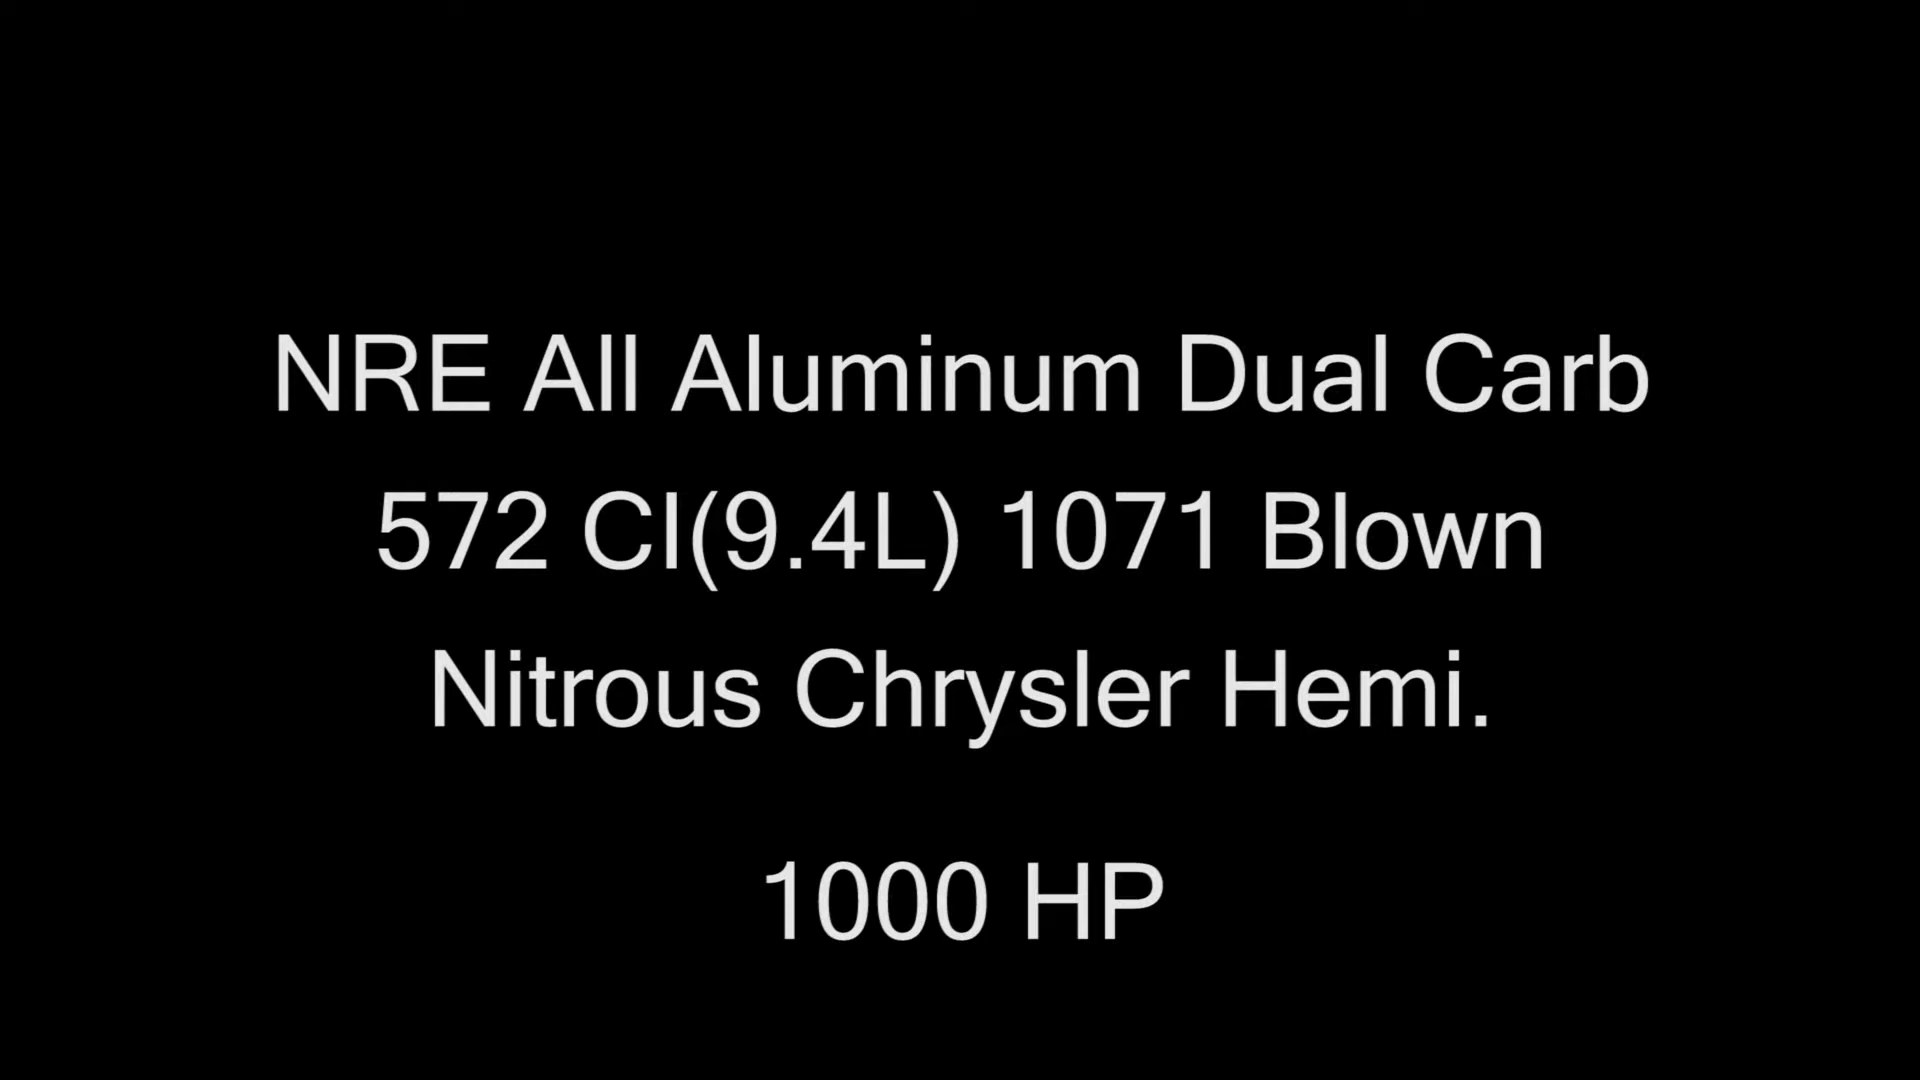 NRE All Aluminum Dual Carb
572 CI(9.4L) 1071 Blown
Nitrous Chrysler Hemi.
1000 HP